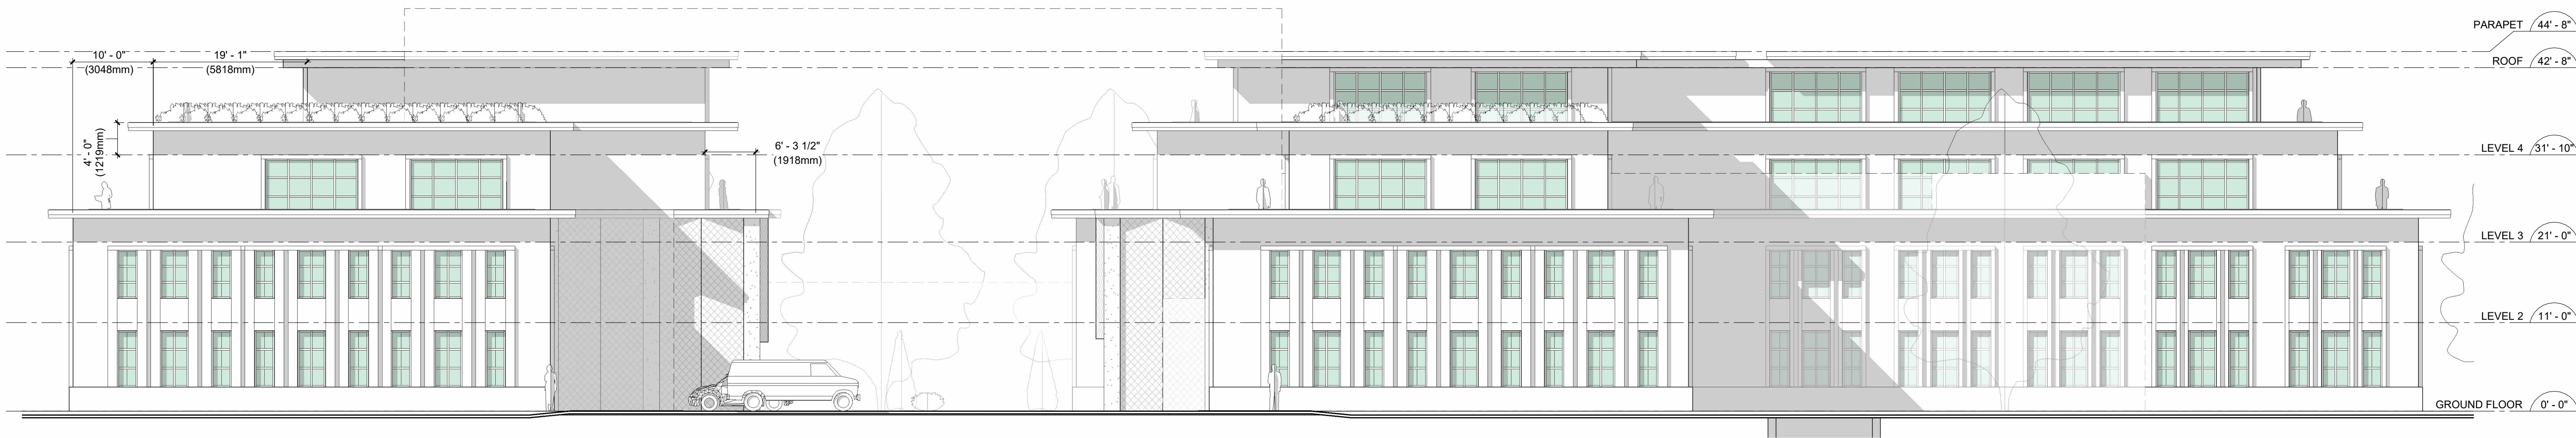 PARAPET 44' - 8"
10' - 0"
(3048mm)
19' - 1"
(5818mm)
ROOF 42' - 8"
4' - 0"
(1219mm)
6' - 3 1/2"
(1918mm)
LEVEL 4 31' - 10"
LEVEL 3 21' - 0"
LEVEL 2 11' - 0"
GROUND FLOOR 0' - 0"